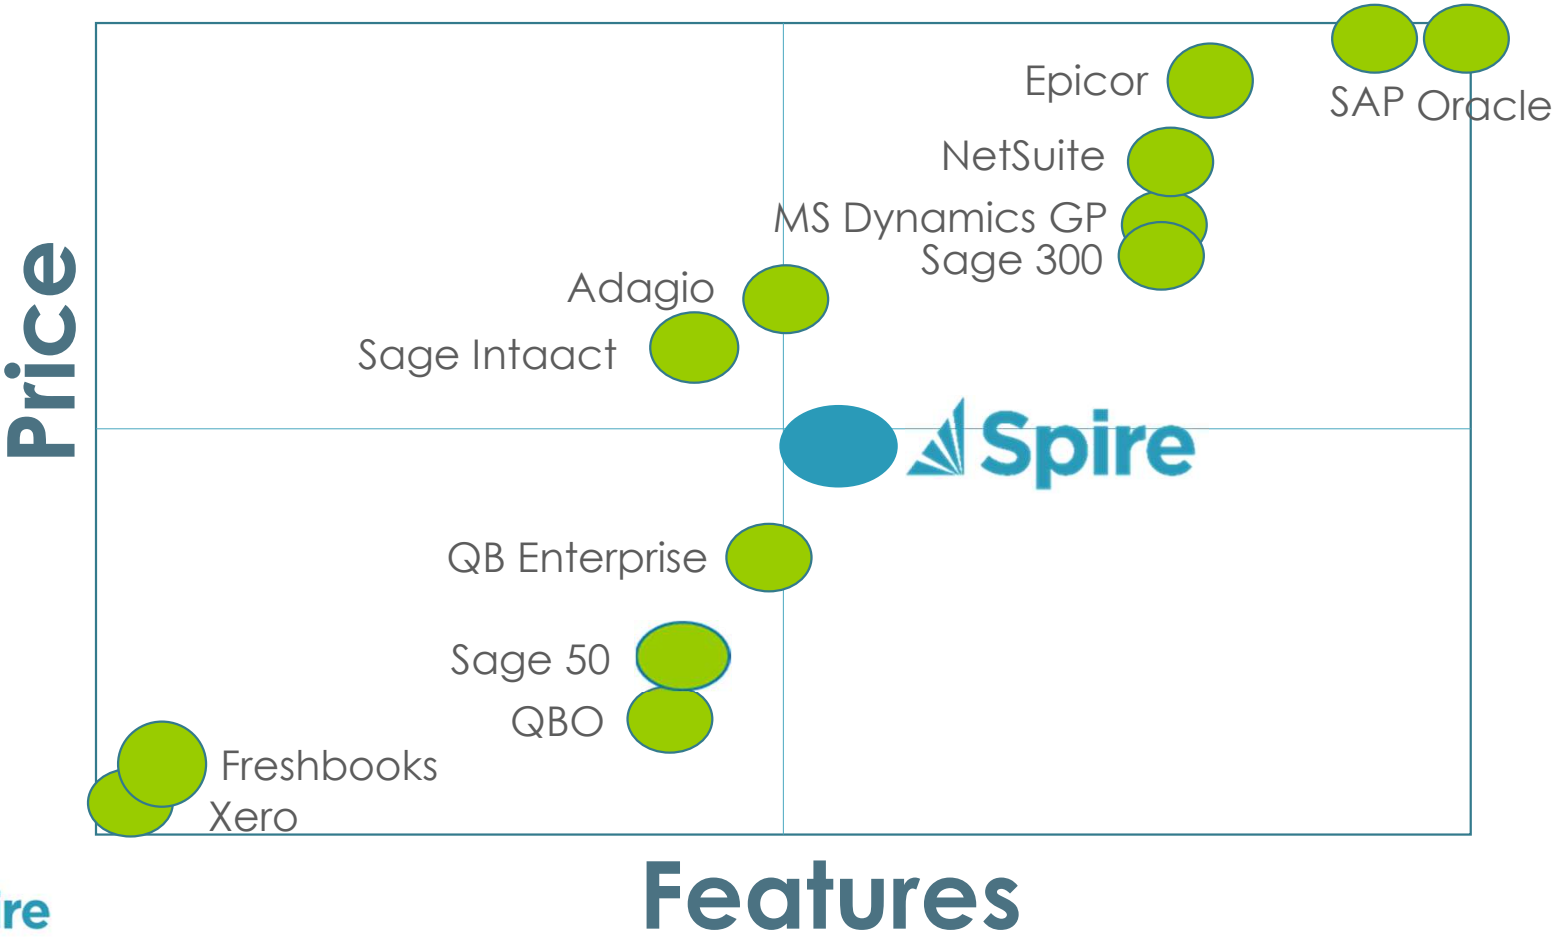 Epicor
SAP Oracle
NetSuite
MS Dynamics GP
Sage 300
Adagio
Sage Intaact
Price
Spire
QB Enterprise
Sage 50
QBO
Freshbooks
Xero
Features
re